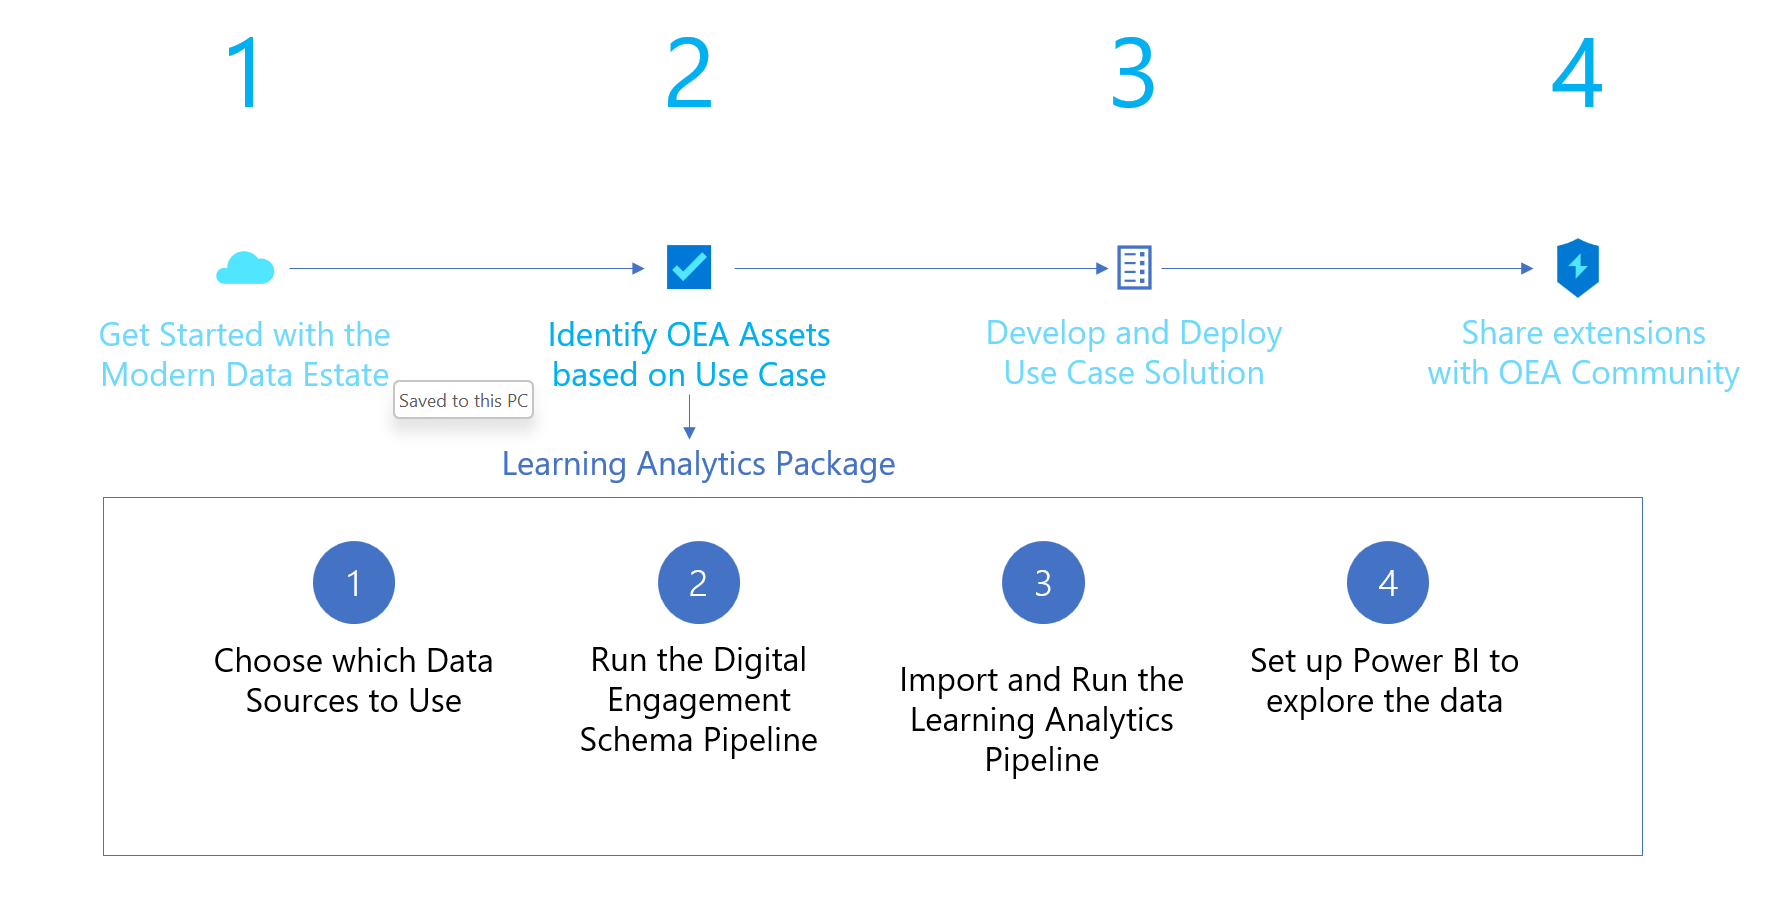 1
2
3
4
Get Started with the
Modern Data Estate
Identify OEA Assets
based on Use Case
Develop and Deploy
Use Case Solution
Share extensions
with OEA Community
Saved to this PC
Learning Analytics Package
1
Choose which Data
Sources to Use
2
Run the Digital
Engagement
Schema Pipeline
3
Import and Run the
Learning Analytics
Pipeline
4
Set up Power BI to
explore the data